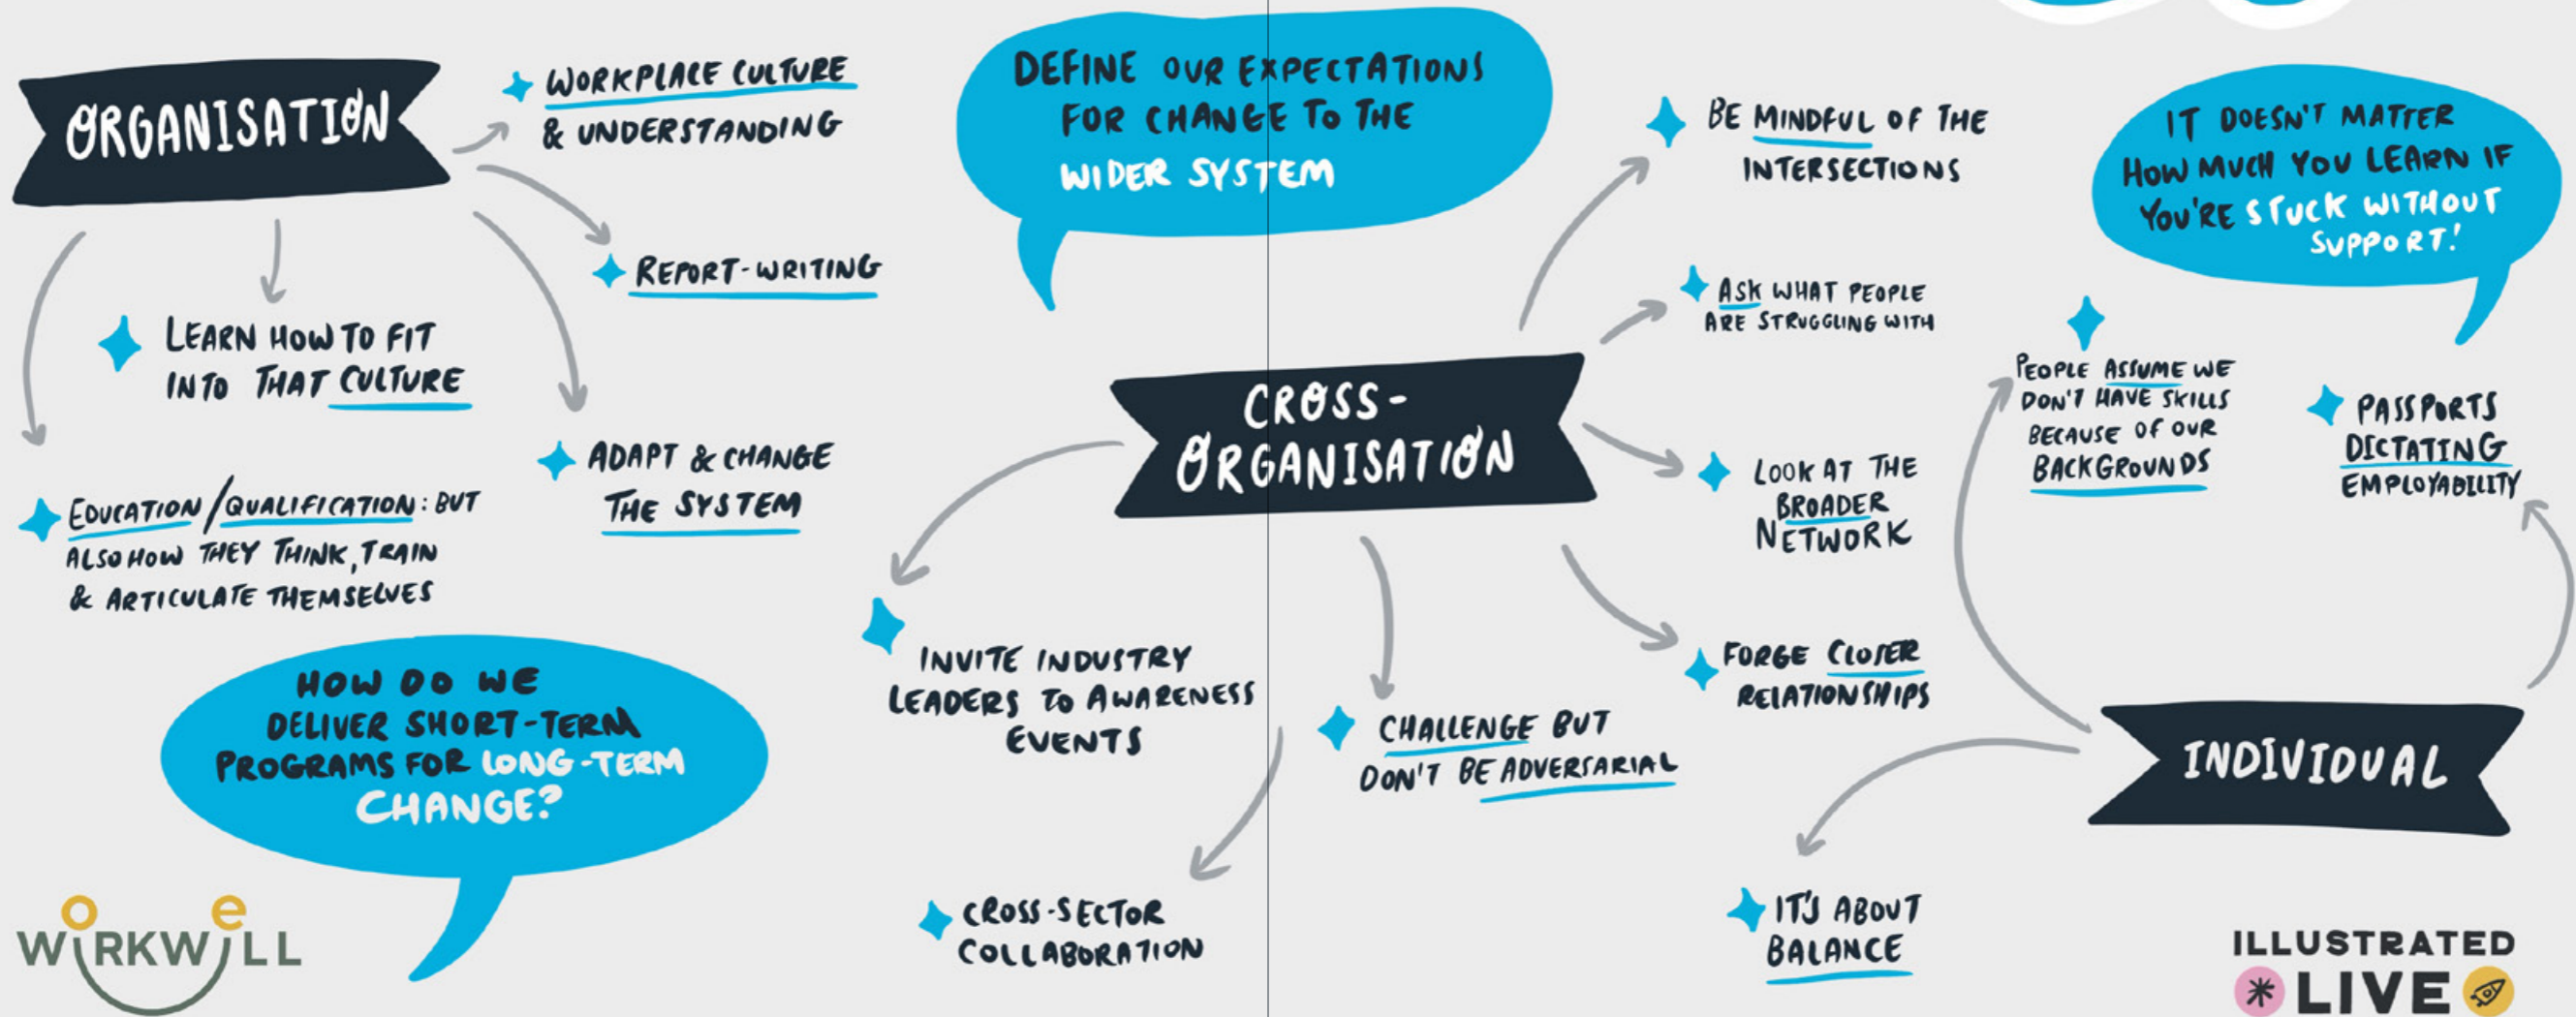 ORGANISATION
WORKPLACE CULTURE
& UNDERSTANDING
REPORT-WRITING
LEARN HOW TO FIT
INTO THAT CULTURE
ADAPT & CHANGE
THE SYSTEM
EDUCATION/QUALIFICATION: BUT
ALSO HOW THEY THINK, TRAIN
& ARTICULATE THEMSELVES
HOW DO WE
DELIVER SHORT-TERM
PROGRAMS FOR LONG-TERM
CHANGE?
WORKWELL
DEFINE OUR EXPECTATIONS
FOR CHANGE TO THE
WIDER SYSTEM
CROSS-
ORGANISATION
BE MINDFUL OF THE
INTERSECTIONS
ASK WHAT PEOPLE
ARE STRUGGLING WITH
LOOK AT THE
BROADER
NETWORK
FORGE CLOSER
RELATIONSHIPS
CHALLENGE BUT
DON'T BE ADVERSARIAL
INVITE INDUSTRY
LEADERS TO AWARENESS
EVENTS
CROSS-SECTOR
COLLABORATION
IT DOESN'T MATTER
HOW MUCH YOU LEARN IF
YOU'RE STUCK WITHOUT
SUPPORT!
PEOPLE ASSUME WE
DON'T HAVE SKILLS
BECAUSE OF OUR
BACKGROUNDS
PASSPORTS
DICTATING
EMPLOYABILITY
INDIVIDUAL
IT'S ABOUT
BALANCE
ILLUSTRATED
LIVE